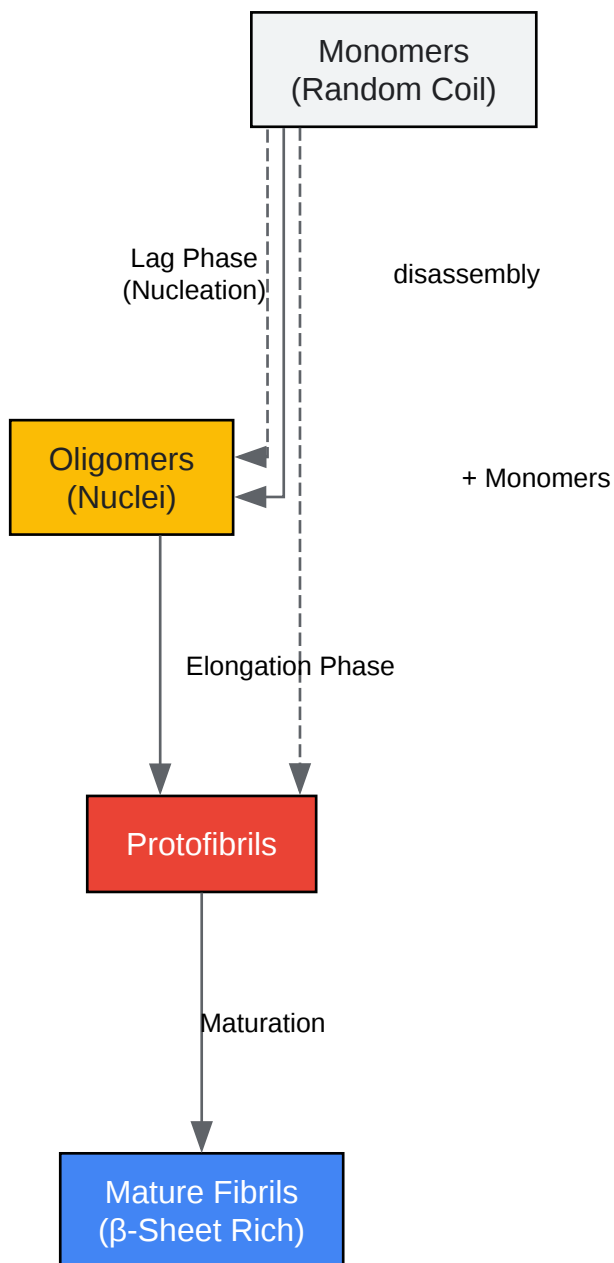 Monomers
(Random Coil)
Lag Phase
(Nucleation)
disassembly
Oligomers
(Nuclei)
+ Monomers
Elongation Phase
Protofibrils
Maturation
Mature Fibrils
(β-Sheet Rich)